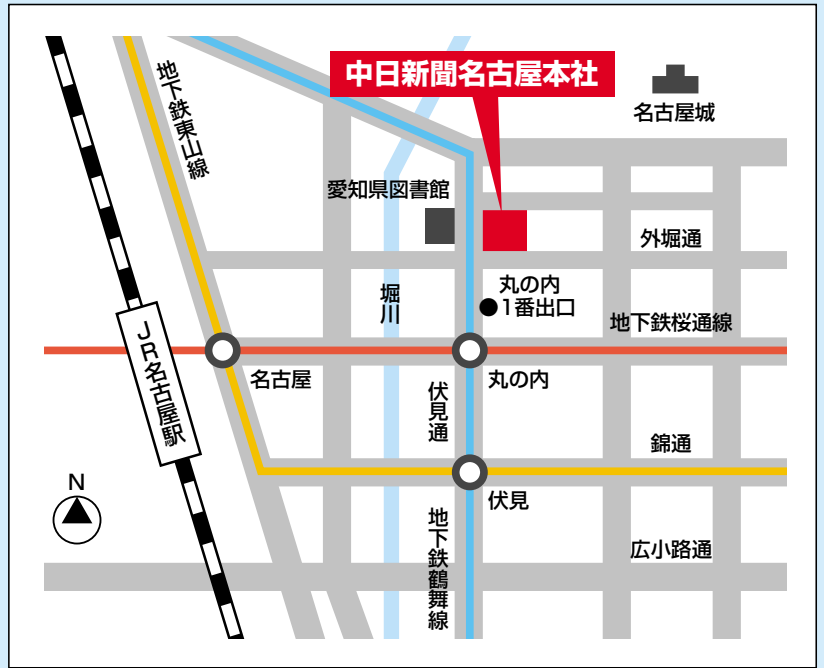 中日新聞名古屋本社
地下鉄東山線
名古屋城
愛知県図書館
外堀通
堀川
丸の内
1番出口
地下鉄桜通線
JR名古屋駅
名古屋
丸の内
伏見通
錦通
N
伏見
地下鉄鶴舞線
広小路通